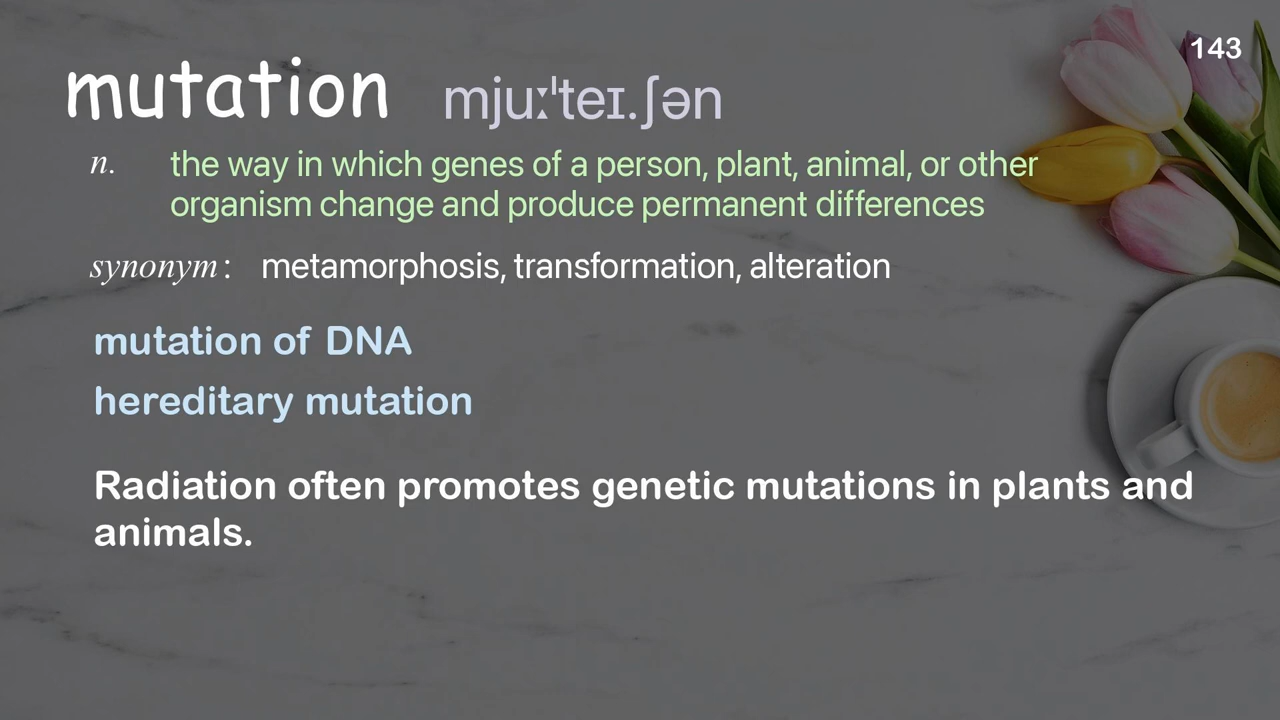 143
mutation mjuːˈteɪ.ʃən
n. the way in which genes of a person, plant, animal, or other
organism change and produce permanent differences
synonym: metamorphosis, transformation, alteration
mutation of DNA
hereditary mutation
Radiation often promotes genetic mutations in plants and
animals.